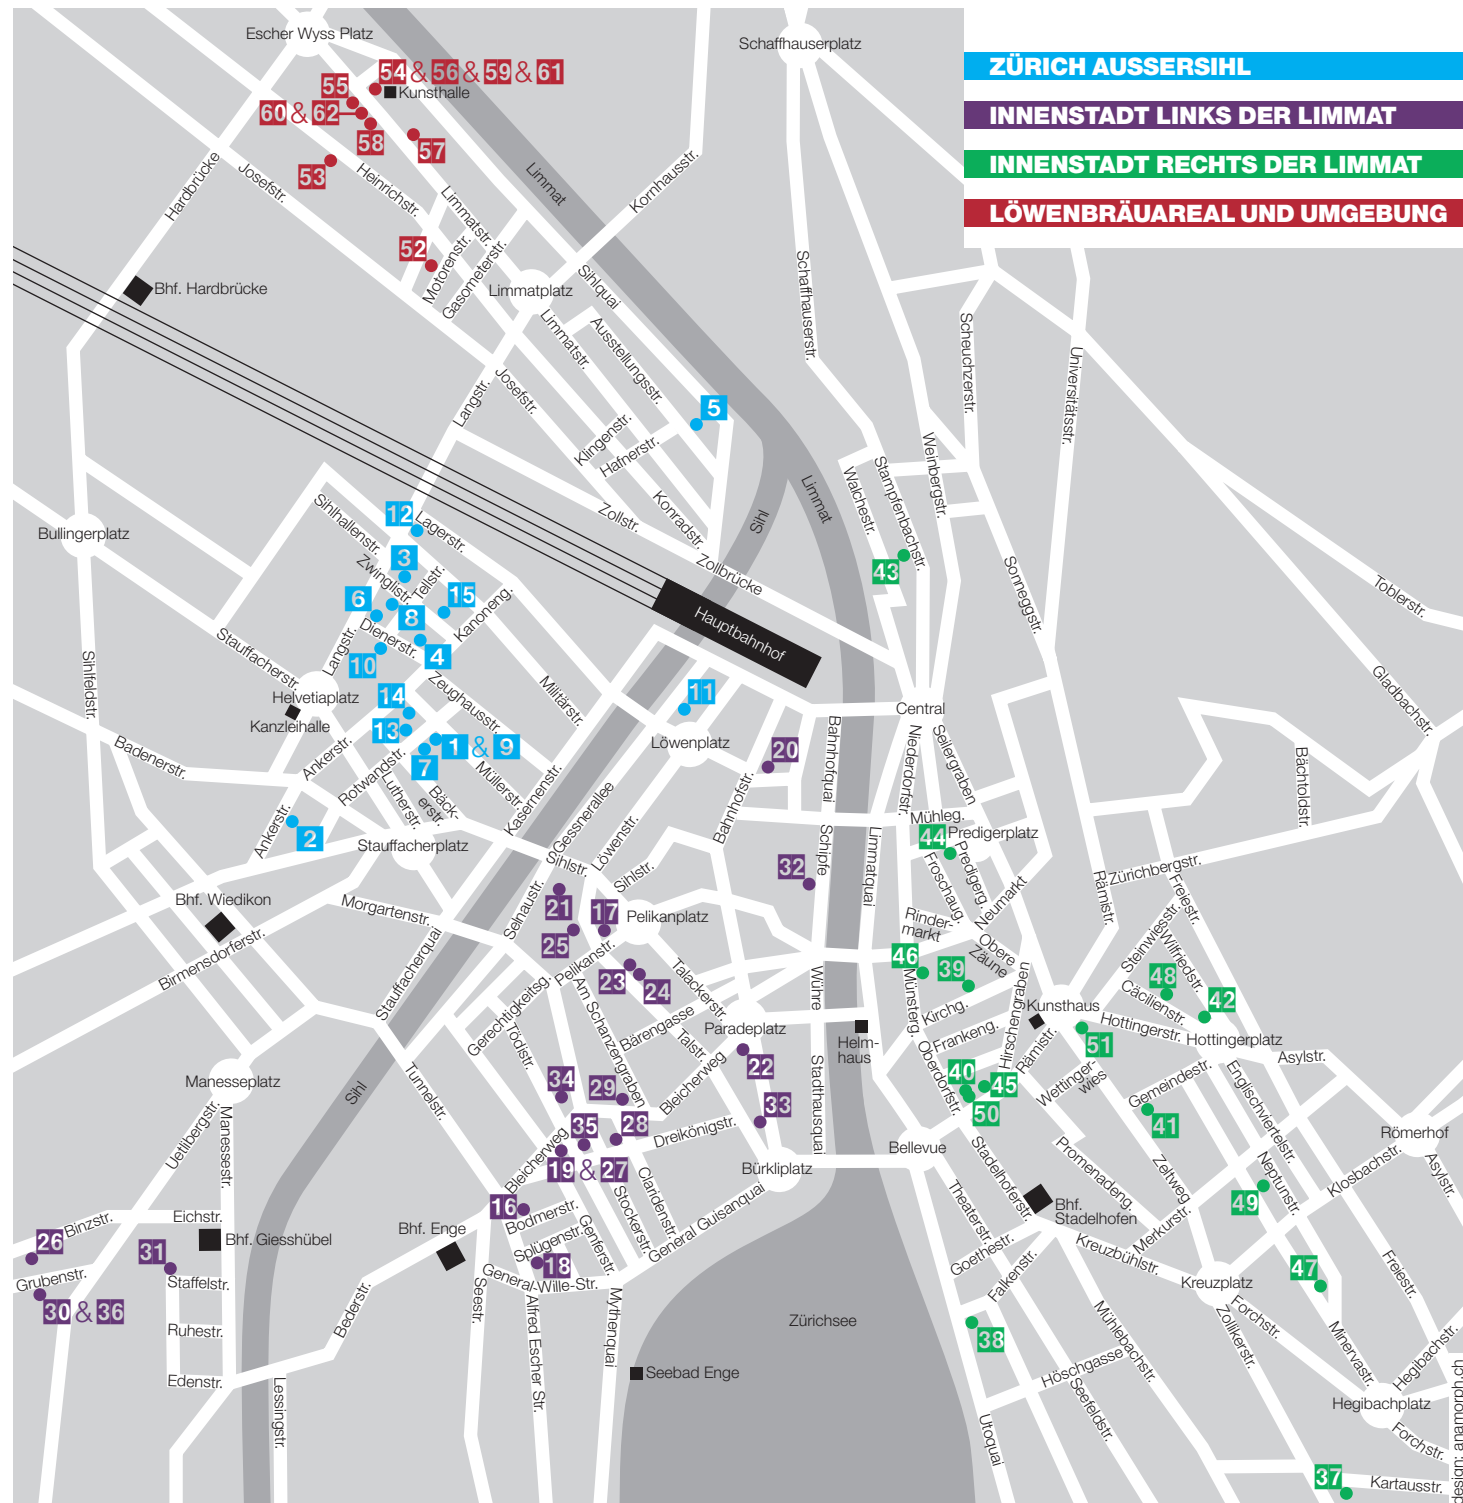 Escher Wyss Platz
Schaffhauserplatz
ZÜRICH AUSSERSIHL
INNENSTADT LINKS DER LIMMAT
INNENSTADT RECHTS DER LIMMAT
LÖWENBRÄUAREAL UND UMGEBUNG
54 & 56 & 59 & 61
55
Kunsthalle
60 & 62
58
57
53
52
Hardbrücke
Josefstr.
Heinrichstr.
Limmatstr.
Motorenstr.
Gasometerstr.
Limmat
Kornhausstr.
Sihlquai
Bhf. Hardbrücke
Limmatplatz
Limmatstr.
Ausstellungsstr.
Schaffhauserstr.
Scheuchzerstr.
Universitätsstr.
Langstr.
Josefstr.
Klingenstr.
Hafnerstr.
5
Weinbergstr.
Stampfenbachstr.
Walchestr.
Limmat
Sihl
Konradstr.
Zollstr.
Zollbrücke
Bullingerplatz
Sihlhallenstr.
12
Lagerstr.
3
Zwinglistr.
Tellstr.
6
8
15
Kanoneng.
Dienerstr.
4
10
Langstr.
43
Sonneggstr.
Toblerstr.
Hauptbahnhof
Stauffacherstr.
Sihlfeldstr.
Gladbachstr.
Helvetiaplatz
Kanzleihalle
14
13
1 & 9
7
Zeughausstr.
Militärstr.
11
Löwenplatz
Central
20
Bahnhofquai
Niederdorfstr.
Seilergraben
Badenerstr.
Ankerstr.
Rotwandstr.
Lutherstr.
Bäck-
erstr.
Müllerstr.
Kasernenstr.
Gessnerallee
Bahnhofstr.
Bächtoldstr.
Ankerstr.
2
Stauffacherplatz
Sihlstr.
Löwenstr.
Sihlstr.
Schipfe
Limmatquai
Mühleg.
44
Predigerplatz
Froschaug.
Predigerg.
Neumarkt
Rämistr.
Zürichbergstr.
Freiestr.
32
Bhf. Wiedikon
Birmensdorferstr.
Morgartenstr.
Stauffacherquai
Selnaustr.
21
17
25
Pelikanplatz
Pelikanstr.
23
24
Talackerstr.
Rinder-
markt
Obere
Zäune
46
39
Münsterg.
Kirchg.
Steinwiesstr.
Wilfriedstr.
48
Cäcilienstr.
42
Kunsthaus
Hottingerstr.
Hottingerplatz
51
Asylstr.
Gerechtigkeitsg.
Am Schanzengraben
Tödistr.
Bärengasse
Talstr.
Paradeplatz
Wühre
Helm-
haus
Frankeng.
Hirschengraben
Rämistr.
Oberdorfstr.
40
45
50
Wettinger-
wies
Gemeindestr.
41
Englischviertelstr.
Manesseplatz
Sihl
Tunnelstr.
34
29
22
33
Bleicherweg
Stadthausquai
35
28
Dreikönigstr.
Bleicherweg
19 & 27
Bürkliplatz
Bellevue
Römerhof
Uetlibergstr.
Manessestr.
Claridenstr.
Stockerstr.
Genferstr.
General Guisanquai
16
Bodmerstr.
Splügenstr.
18
General-Wille-Str.
Stadelhoferstr.
Theaterstr.
Promenadeng.
Zeltweg
Neptunstr.
49
Klosbachstr.
Asylstr.
Bhf.
Stadelhofen
Merkurstr.
Kreuzbühlstr.
Eichstr.
Binzstr.
26
Grubenstr.
30 & 36
31
Staffelstr.
Bhf. Giesshübel
Bhf. Enge
Goethestr.
Falkenstr.
Kreuzplatz
47
Freiestr.
Ruhestr.
Edenstr.
Bederstr.
Seestr.
Alfred Escher Str.
Mythenquai
Zürichsee
38
Mühlebachstr.
Zollikerstr.
Forchstr.
Minervastr.
Hegibachstr.
Seebad Enge
Höschgasse
Seefeldstr.
Utoquai
Hegibachplatz
Forchstr.
Lessingstr.
37
Kartausstr.
design: anamorph.ch